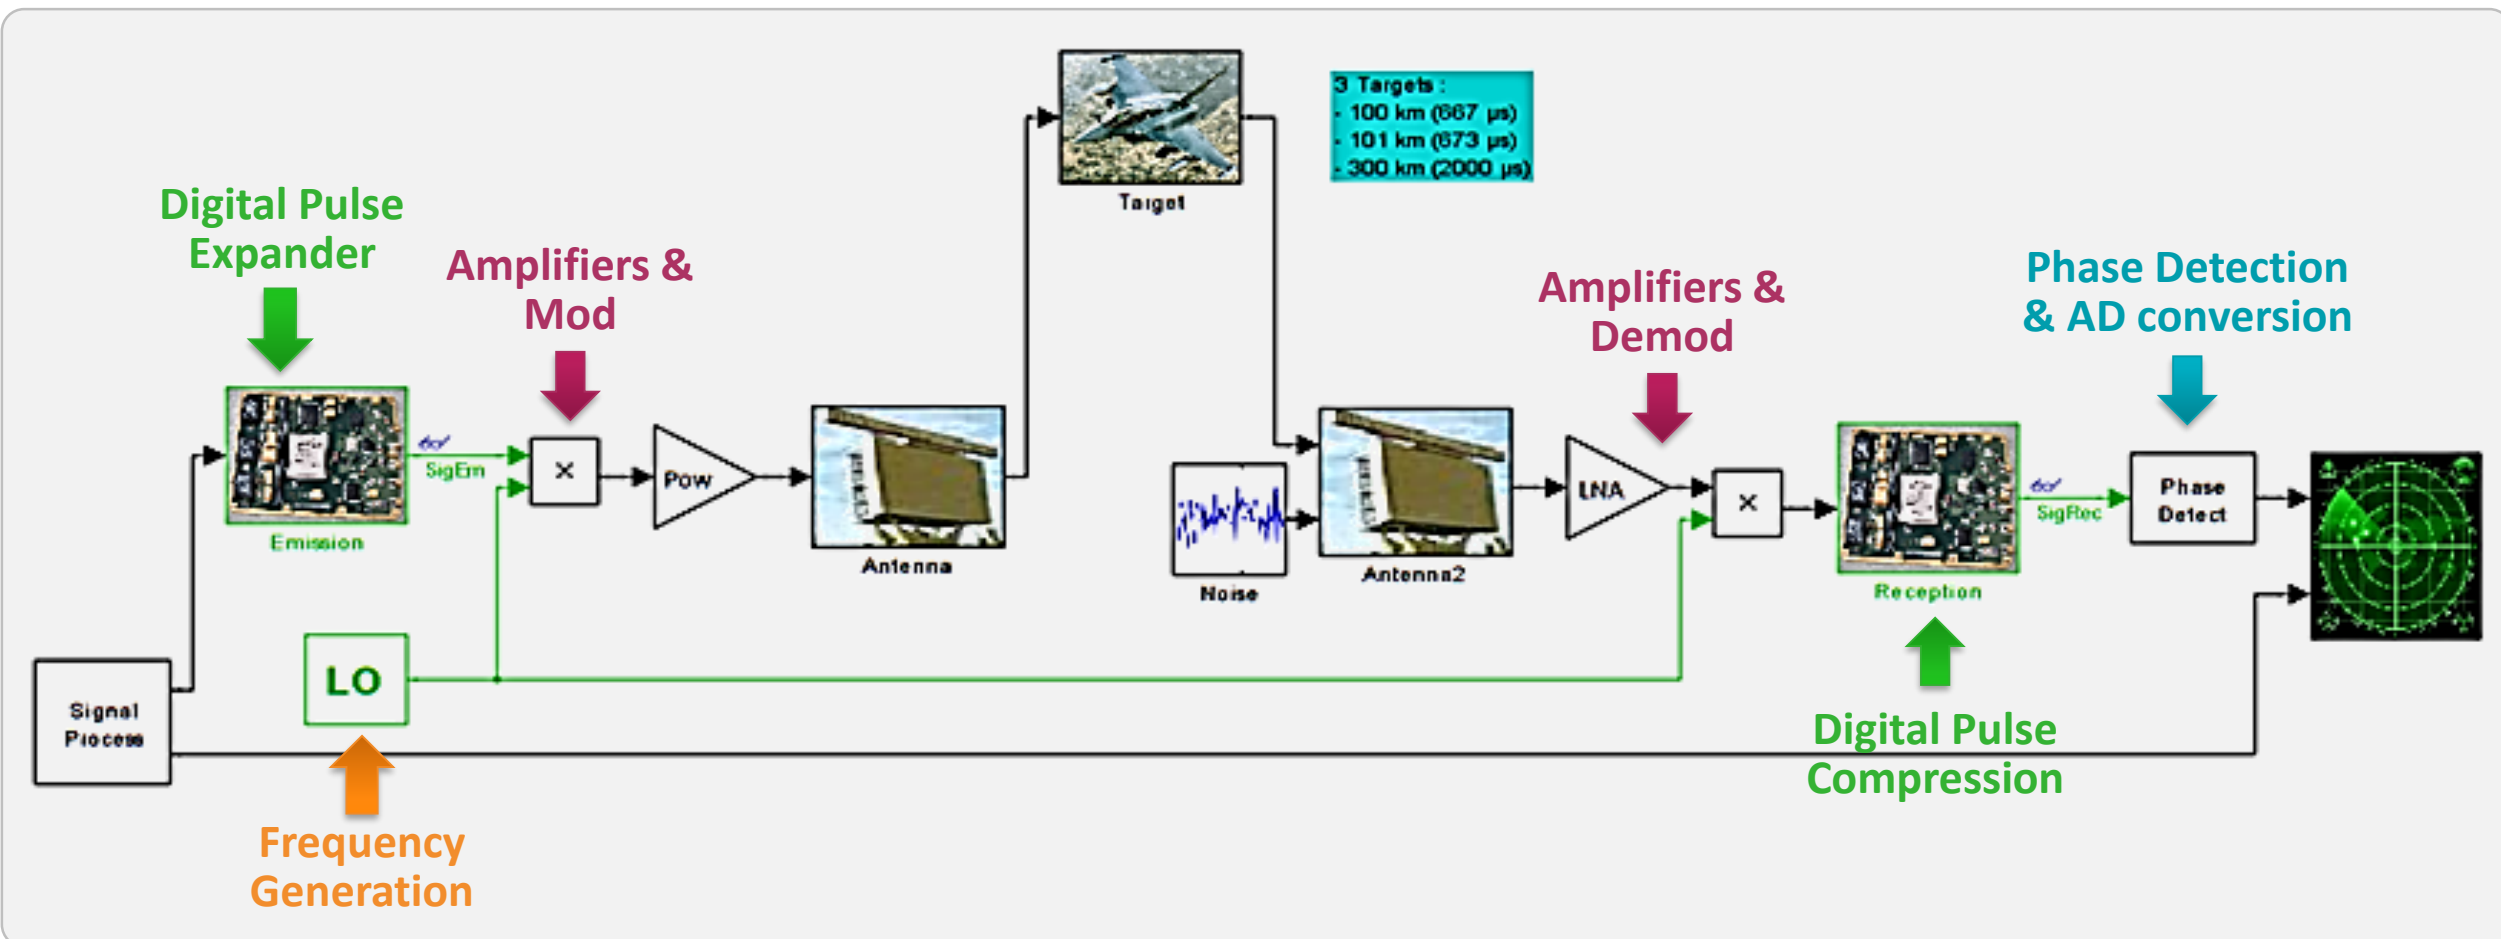 3 Targets :
- 100 km (667 µs)
- 101 km (673 µs)
- 300 km (2000 µs)
Target
Digital Pulse
Expander
Amplifiers &
Mod
Amplifiers &
Demod
Phase Detection
& AD conversion
SigEm
×
Pow
Emission
Antenna
Noise
Antenna2
LNA
×
Reception
SigRec
Phase
Detect
LO
Signal
Process
Frequency
Generation
Digital Pulse
Compression